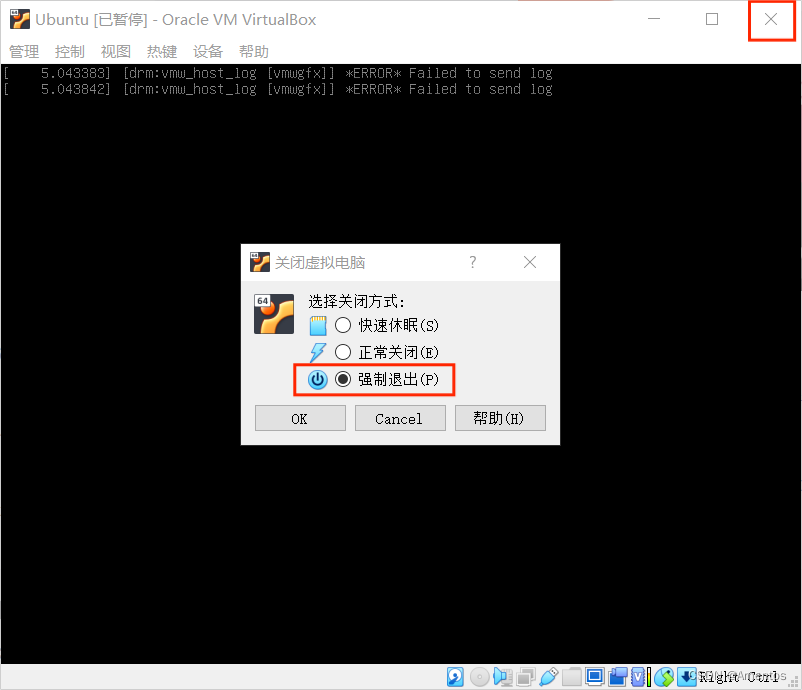 Ubuntu [已暂停] - Oracle VM VirtualBox
管理 控制 视图 热键 设备 帮助
[    5.043383] [drm:vmw_host_log [vmwgfx]] *ERROR* Failed to send log
[    5.043842] [drm:vmw_host_log [vmwgfx]] *ERROR* Failed to send log
关闭虚拟电脑 ?
64
选择关闭方式:
快速休眠(S)
正常关闭(E)
强制退出(P)
OK Cancel 帮助(H)
Right Ctrl